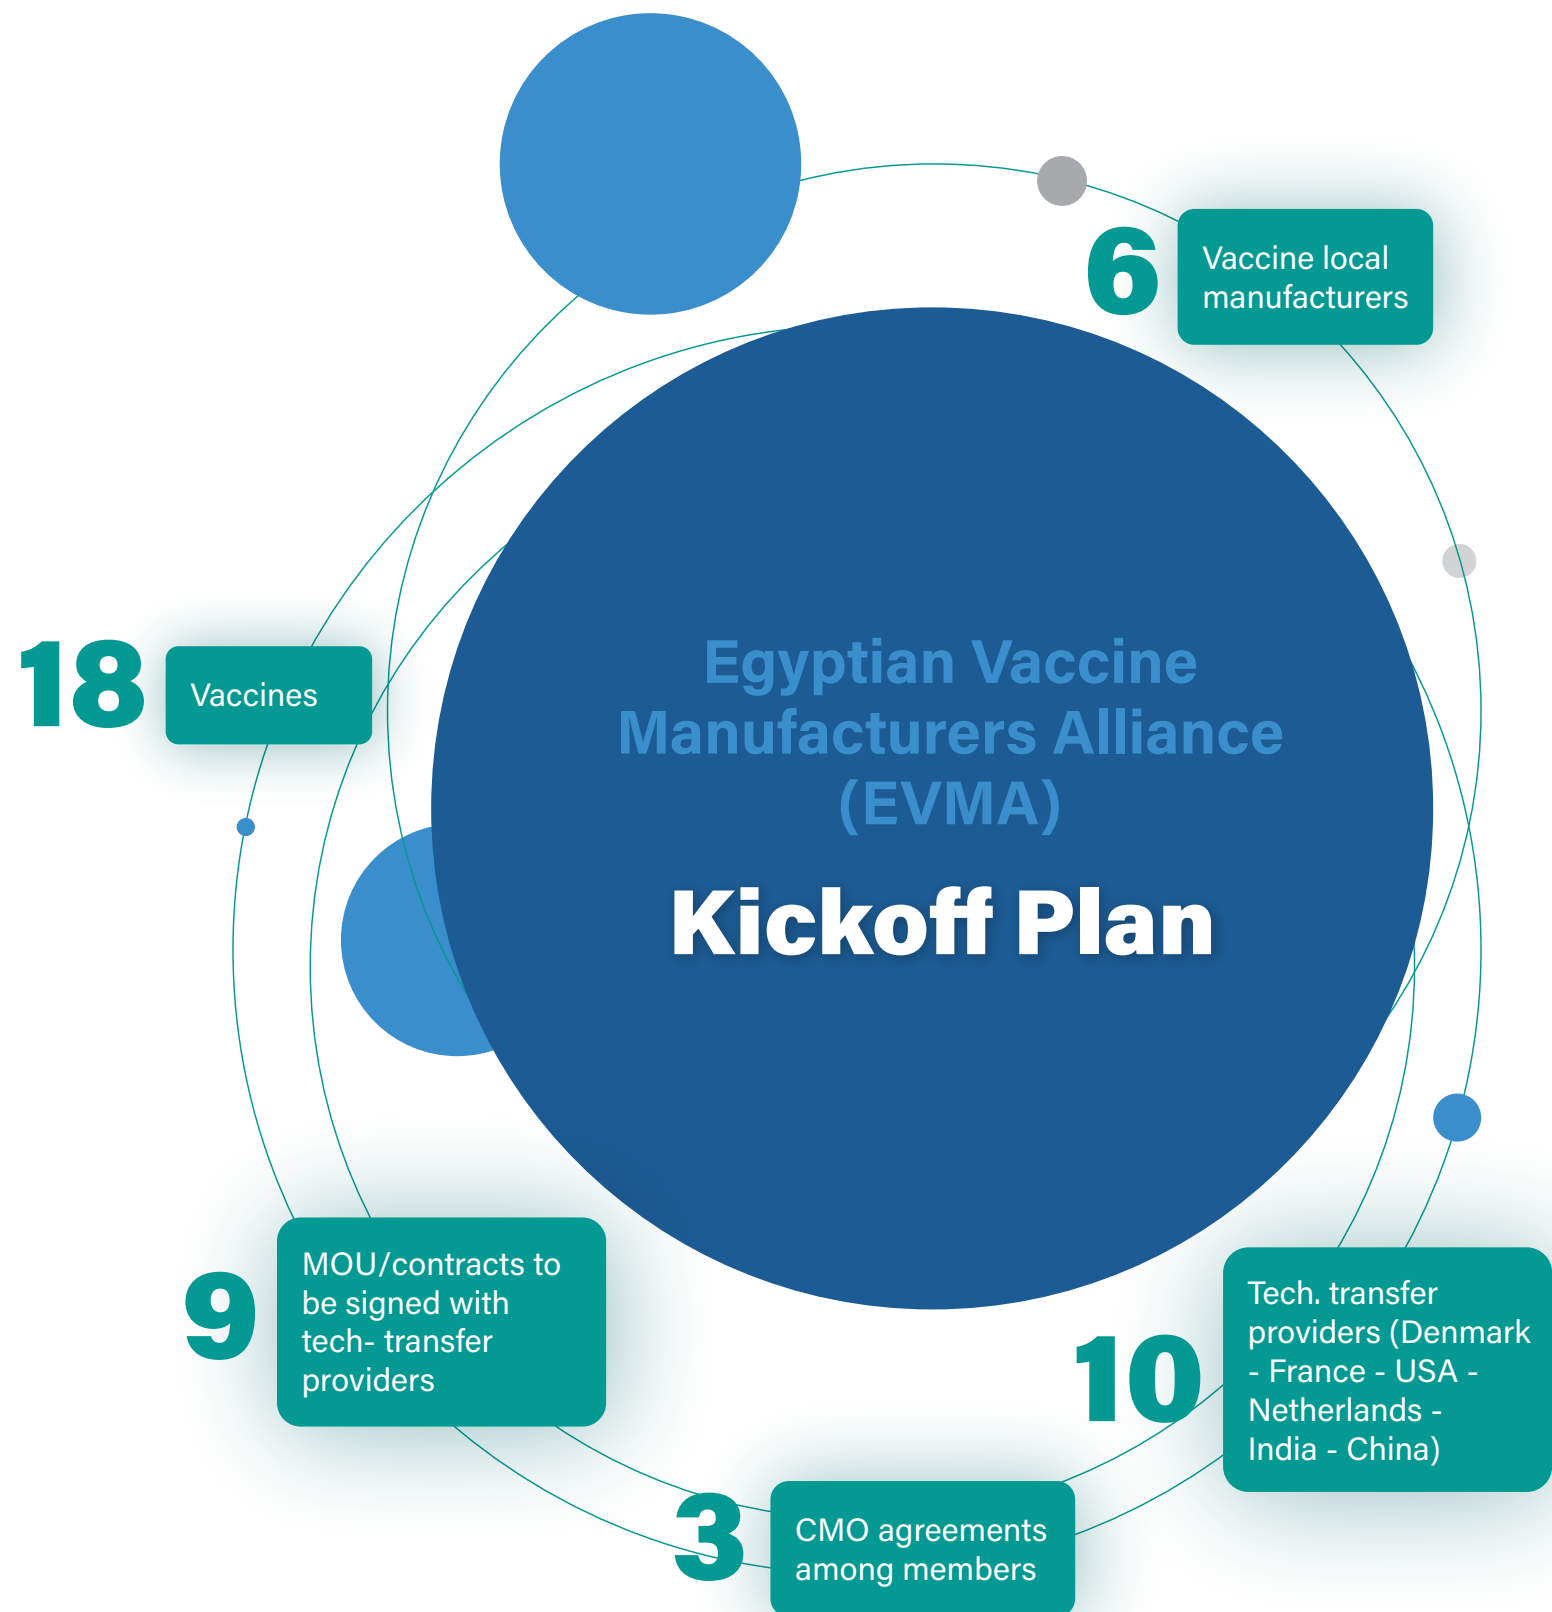 Egyptian Vaccine
Manufacturers Alliance
(EVMA)
Kickoff Plan
6
Vaccine local
manufacturers
18
Vaccines
9
MOU/contracts to
be signed with
tech- transfer
providers
10
Tech. transfer
providers (Denmark
- France - USA -
Netherlands -
India - China)
3
CMO agreements
among members